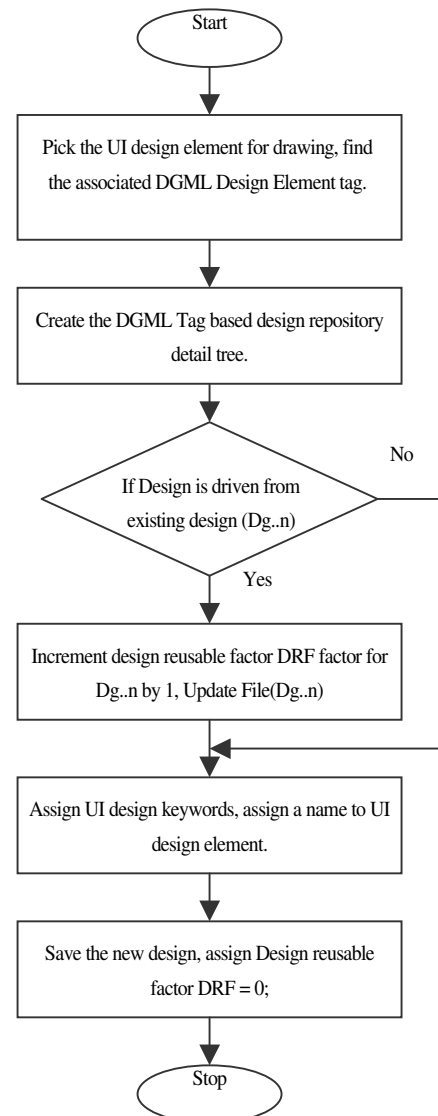 Start
Pick the UI design element for drawing, find
the associated DGML Design Element tag.
Create the DGML Tag based design repository
detail tree.
No
If Design is driven from
existing design (Dg..n)
Yes
Increment design reusable factor DRF factor for
Dg..n by 1, Update File(Dg..n)
Assign UI design keywords, assign a name to UI
design element.
Save the new design, assign Design reusable
factor DRF = 0;
Stop